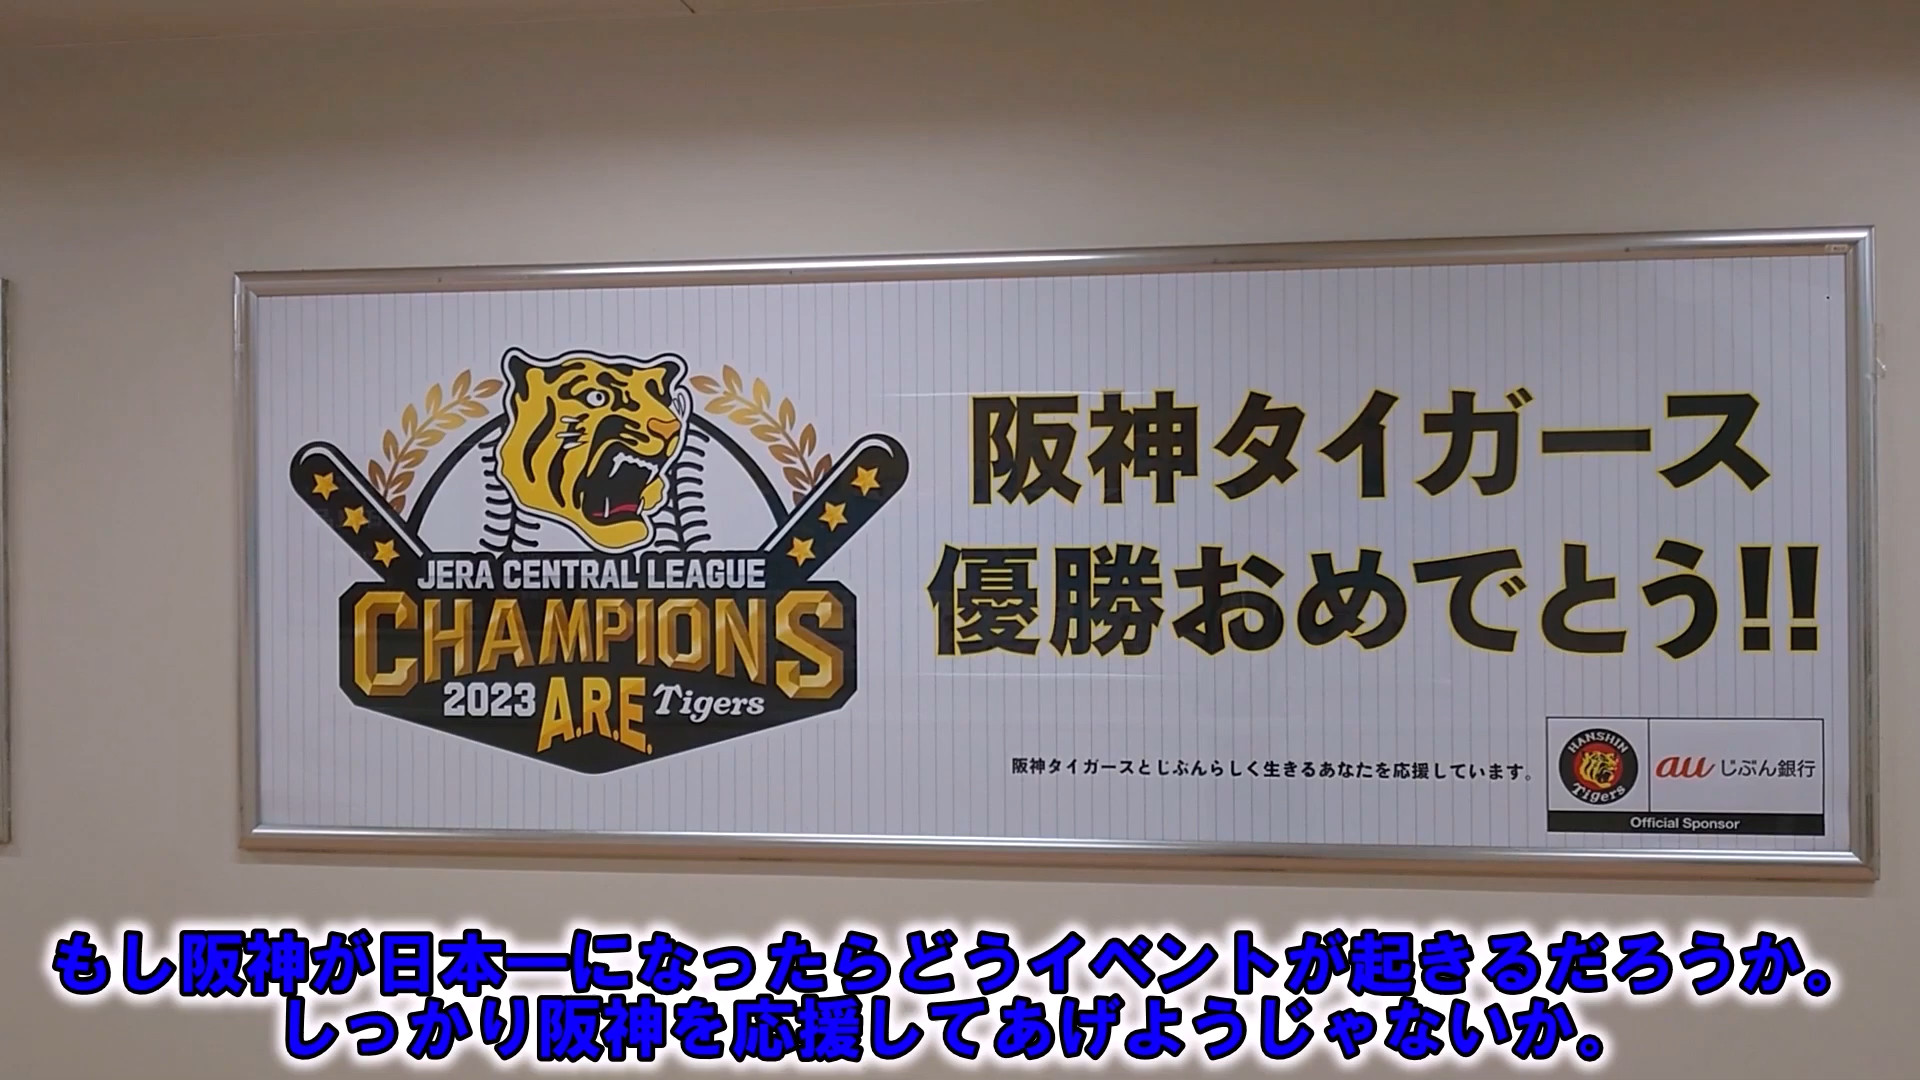 阪神タイガース
優勝おめでとう!!
JERA CENTRAL LEAGUE
CHAMPIONS
2023 A.R.E. Tigers
阪神タイガースとじぶんらしく生きるあなたを応援しています。
HANSHIN Tigers
au じぶん銀行
Official Sponsor
もし阪神が日本一になったらどうイベントが起きるだろうか。
しっかり阪神を応援してあげようじゃないか。